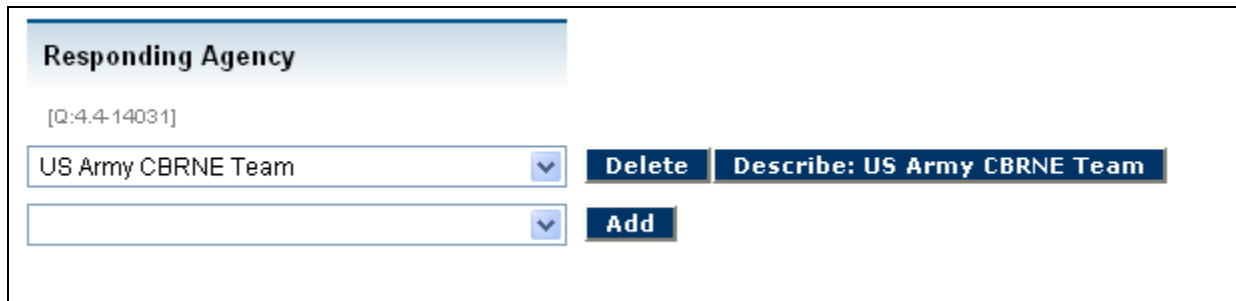 Responding Agency
[Q:4.4-14031]
US Army CBRNE Team Delete Describe: US Army CBRNE Team
Add